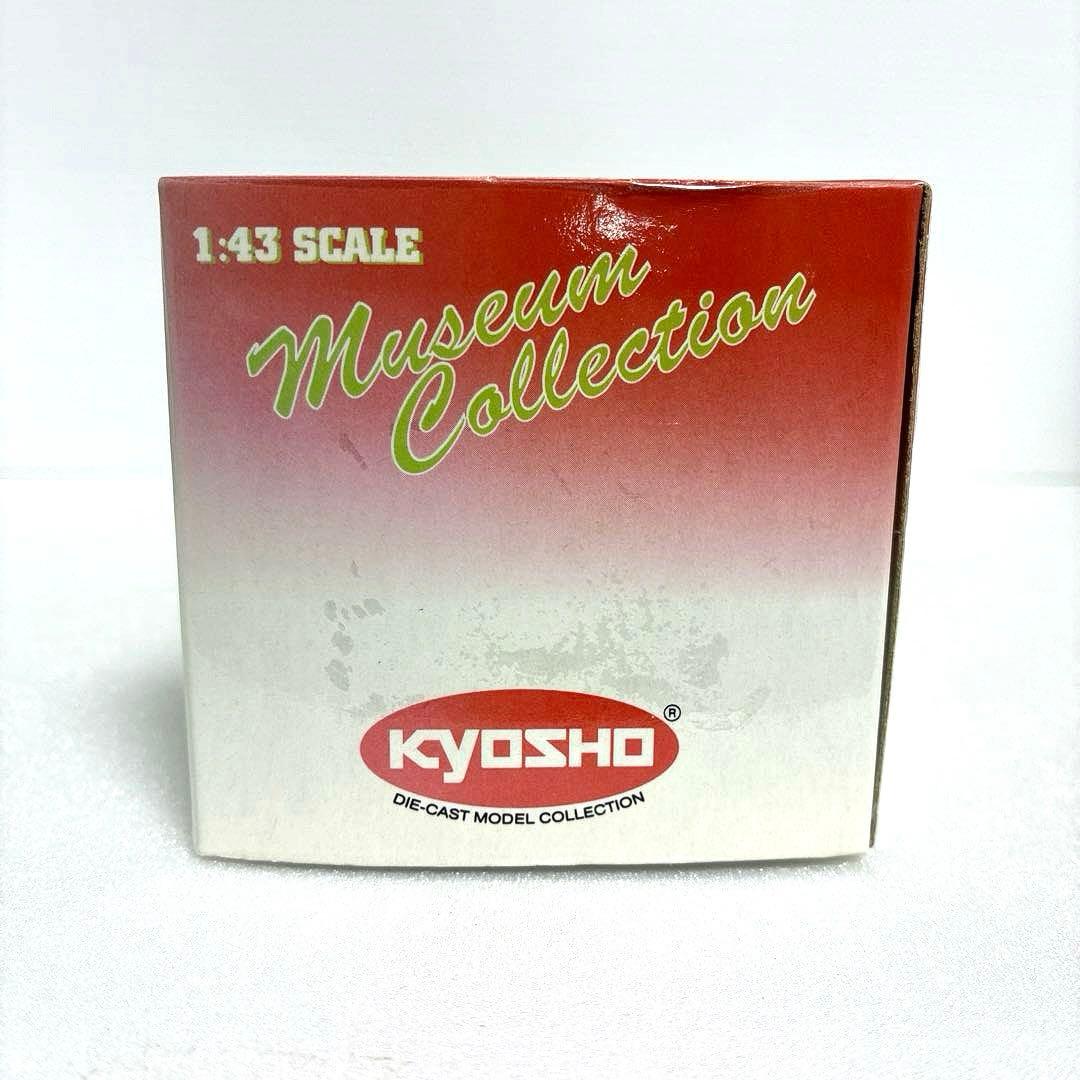 1:43 SCALE
Museum
Collection
KYOSHO ®
DIE-CAST MODEL COLLECTION